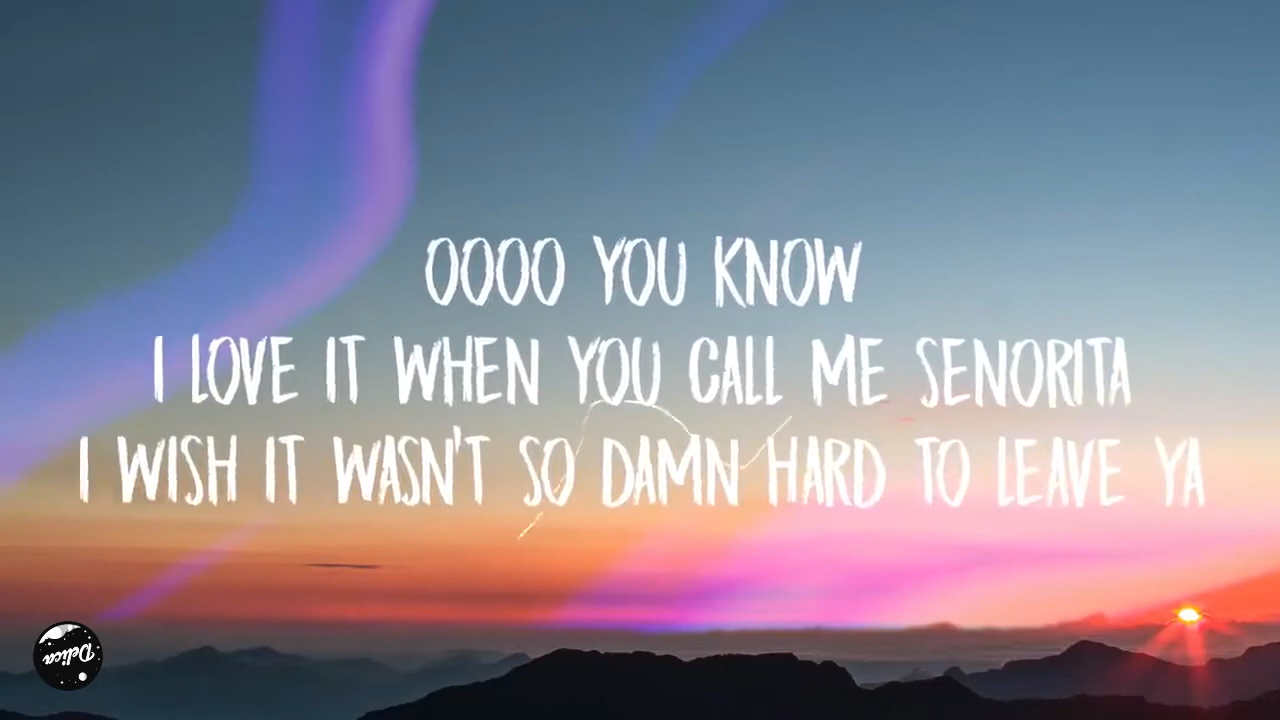 OOOO YOU KNOW
I LOVE IT WHEN YOU CALL ME SENORITA
I WISH IT WASN'T SO DAMN HARD TO LEAVE YA
Delica